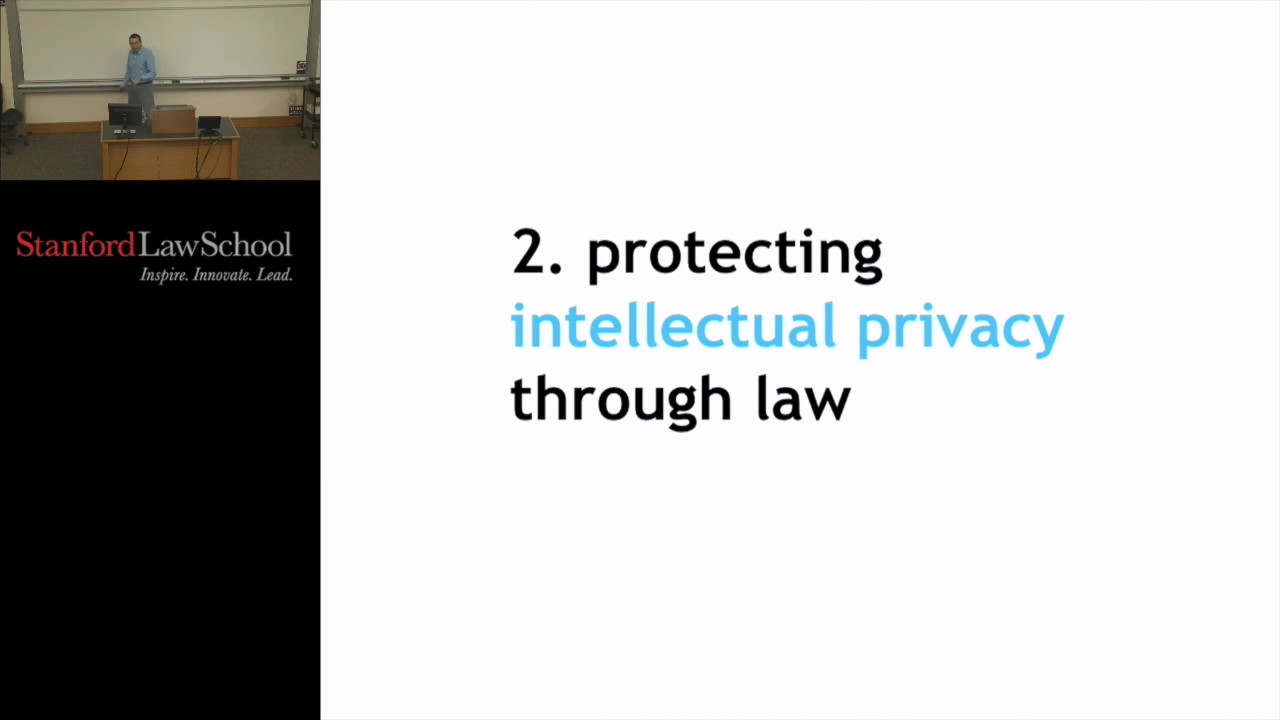 StanfordLawSchool
Inspire. Innovate. Lead.
2. protecting
intellectual privacy
through law